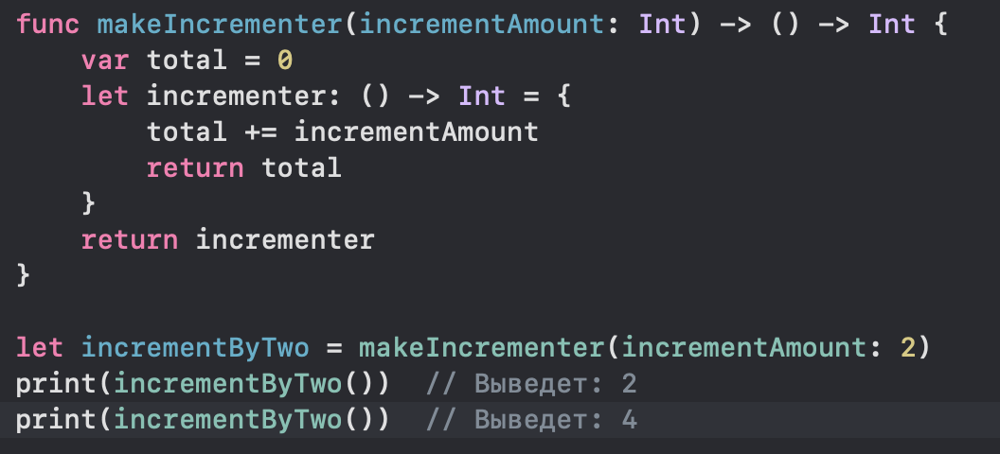 func makeIncrementer(incrementAmount: Int) -> () -> Int {
    var total = 0
    let incrementer: () -> Int = {
        total += incrementAmount
        return total
    }
    return incrementer
}

let incrementByTwo = makeIncrementer(incrementAmount: 2)
print(incrementByTwo())  // Выведет: 2
print(incrementByTwo())  // Выведет: 4